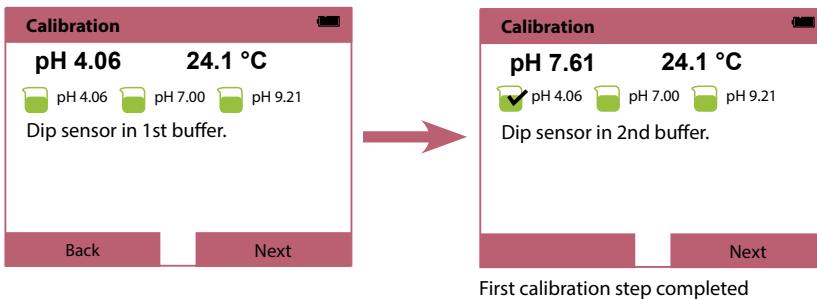 Calibration
pH 4.06 24.1 °C
pH 4.06 pH 7.00 pH 9.21
Dip sensor in 1st buffer.
Back Next
Calibration
pH 7.61 24.1 °C
pH 4.06 pH 7.00 pH 9.21
Dip sensor in 2nd buffer.
Next
First calibration step completed